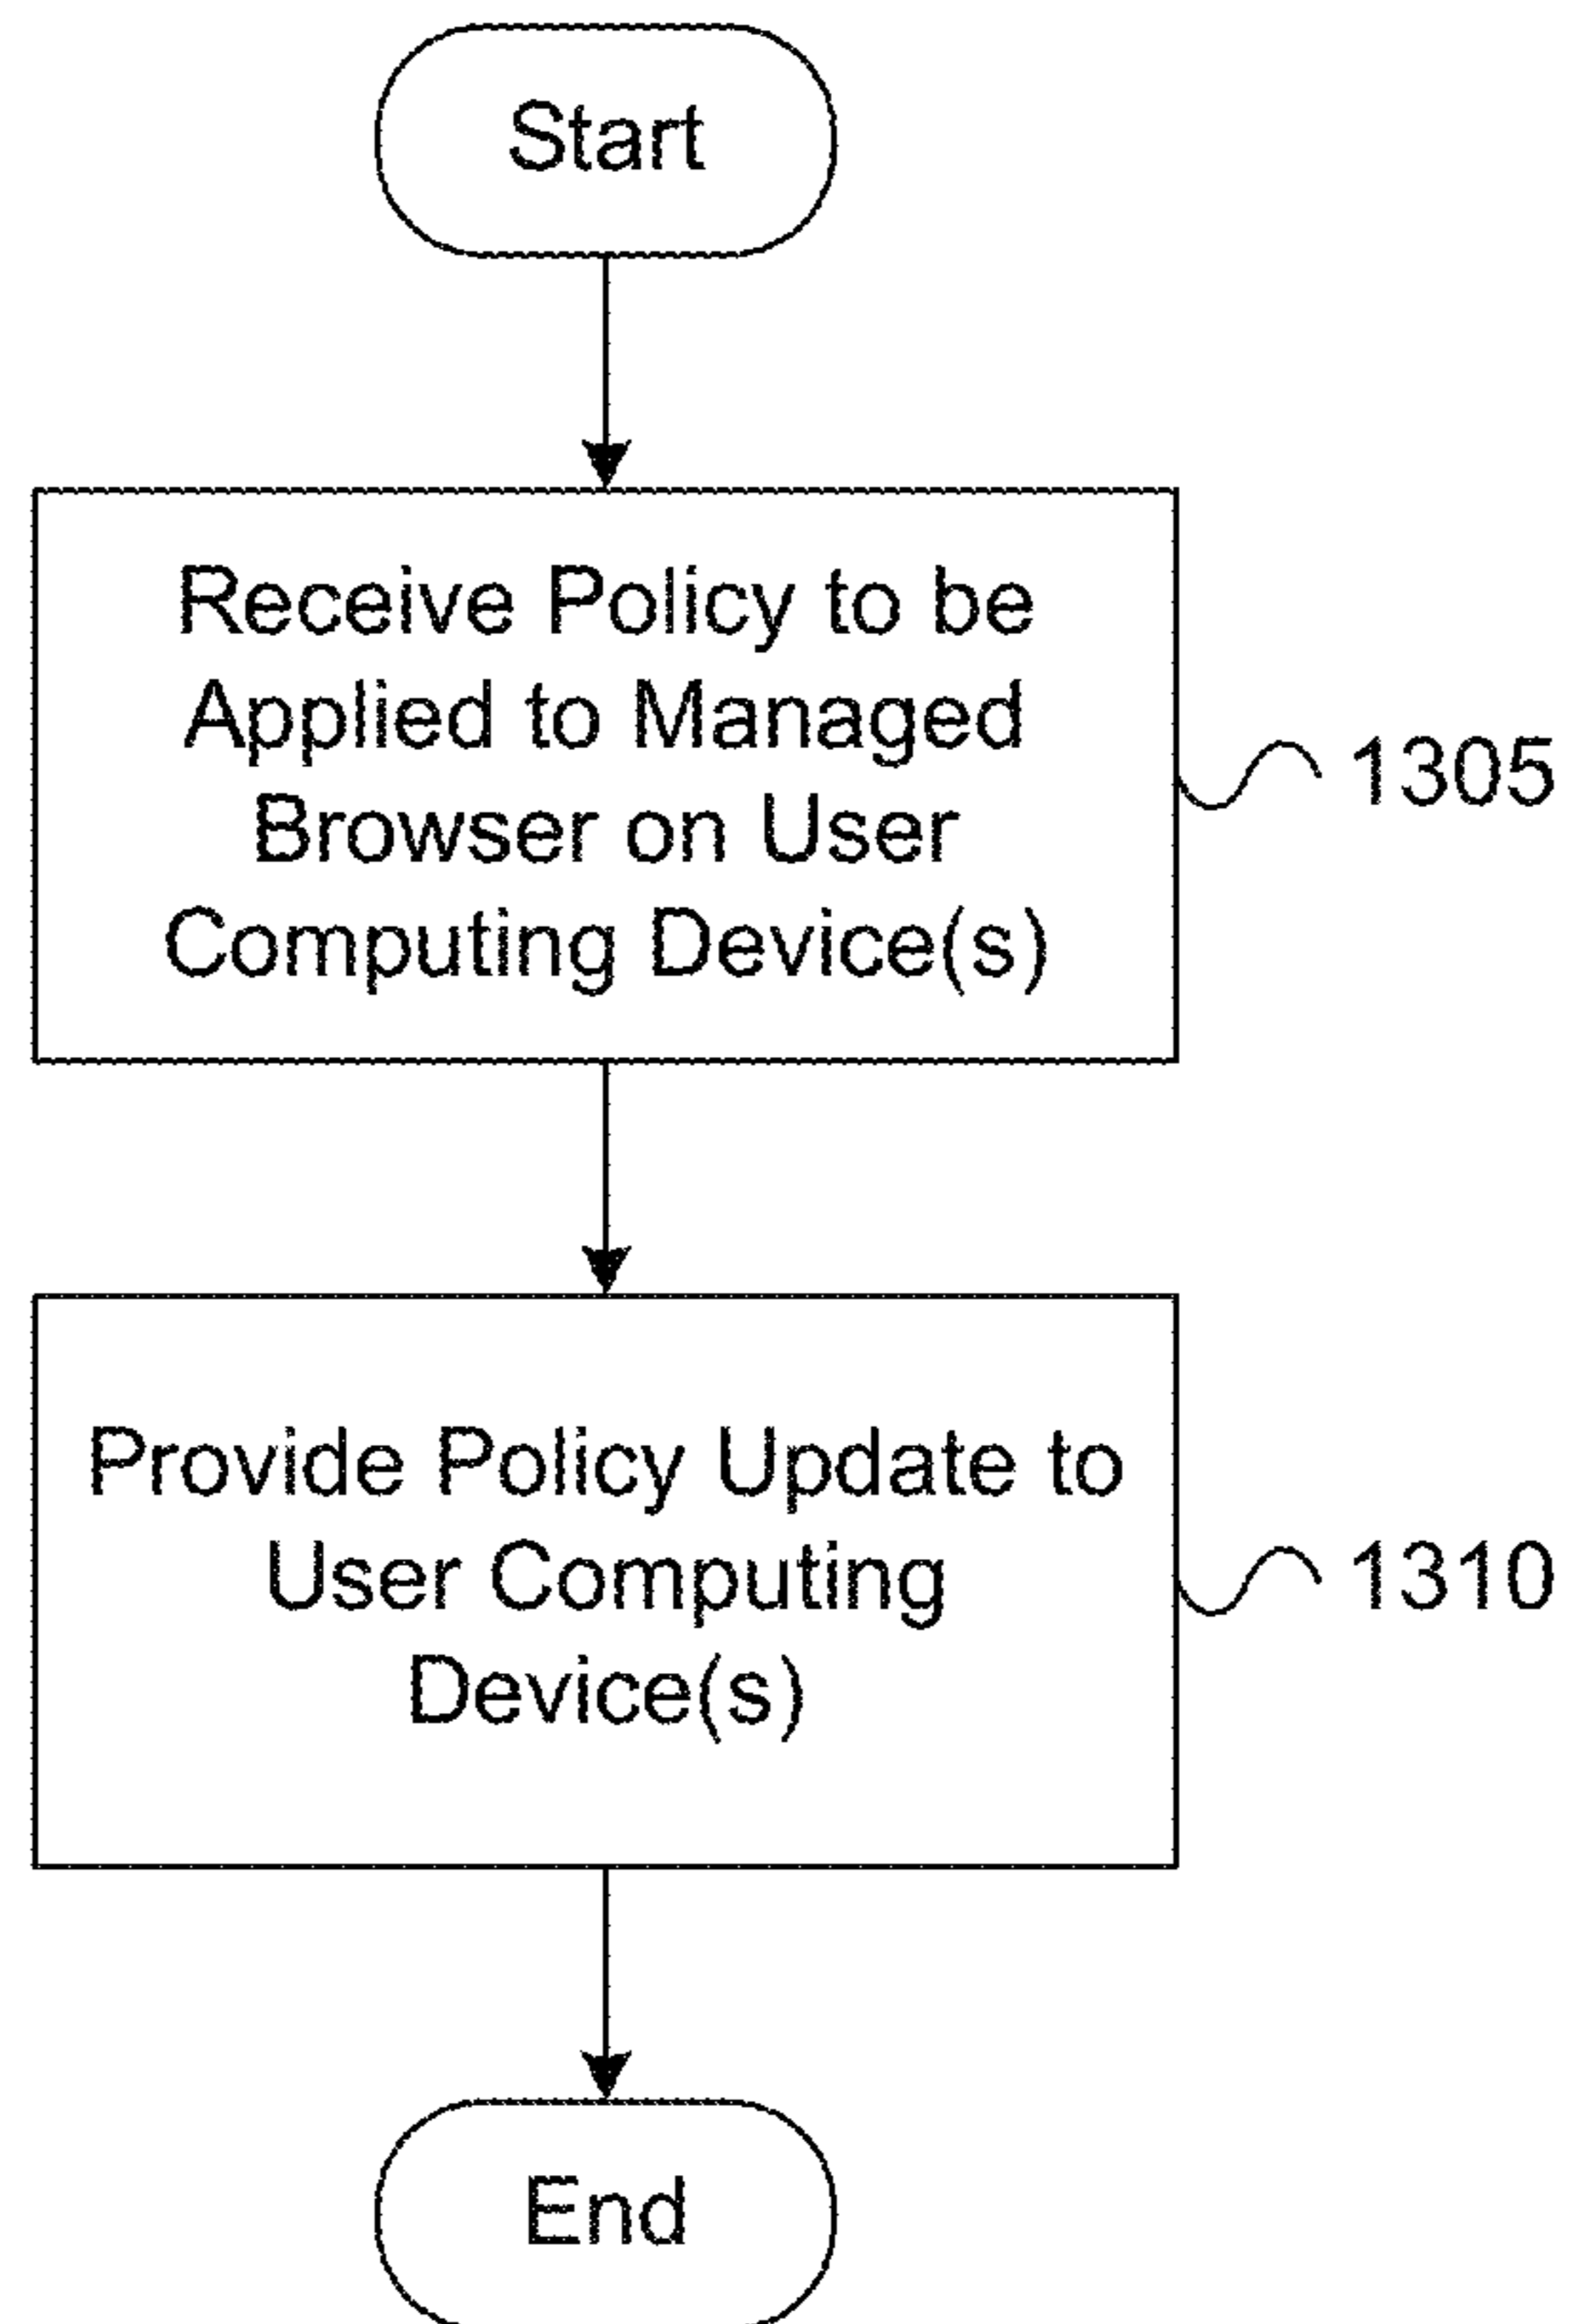 Start
Receive Policy to be
Applied to Managed
Browser on User
Computing Device(s)
1305
Provide Policy Update to
User Computing
Device(s)
1310
End